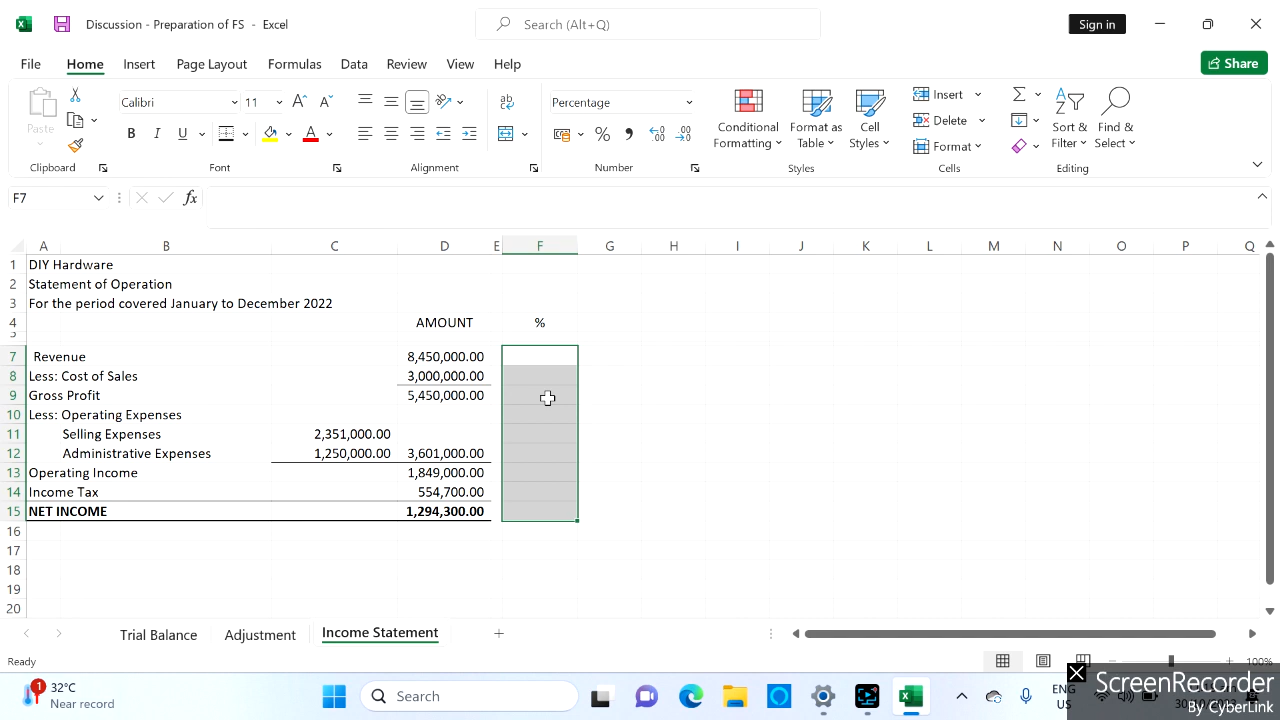 Discussion - Preparation of FS - Excel
Search (Alt+Q)
Sign in
File Home Insert Page Layout Formulas Data Review View Help
Share
Paste
Calibri 11
B I U
Percentage
Conditional Formatting
Format as Table
Cell Styles
Insert
Delete
Format
Sort & Filter
Find & Select
Clipboard Font Alignment Number Styles Cells Editing
F7
fx
A B C D E F G H I J K L M N O P Q
1 DIY Hardware
2 Statement of Operation
3 For the period covered January to December 2022
4 AMOUNT %
7 Revenue 8,450,000.00
8 Less: Cost of Sales 3,000,000.00
9 Gross Profit 5,450,000.00
10 Less: Operating Expenses
11 Selling Expenses 2,351,000.00
12 Administrative Expenses 1,250,000.00 3,601,000.00
13 Operating Income 1,849,000.00
14 Income Tax 554,700.00
15 NET INCOME 1,294,300.00
16
17
18
19
20
Trial Balance Adjustment Income Statement
Ready
100%
1
32°C
Near record
Search
ENG
US
ScreenRecorder
By CyberLink